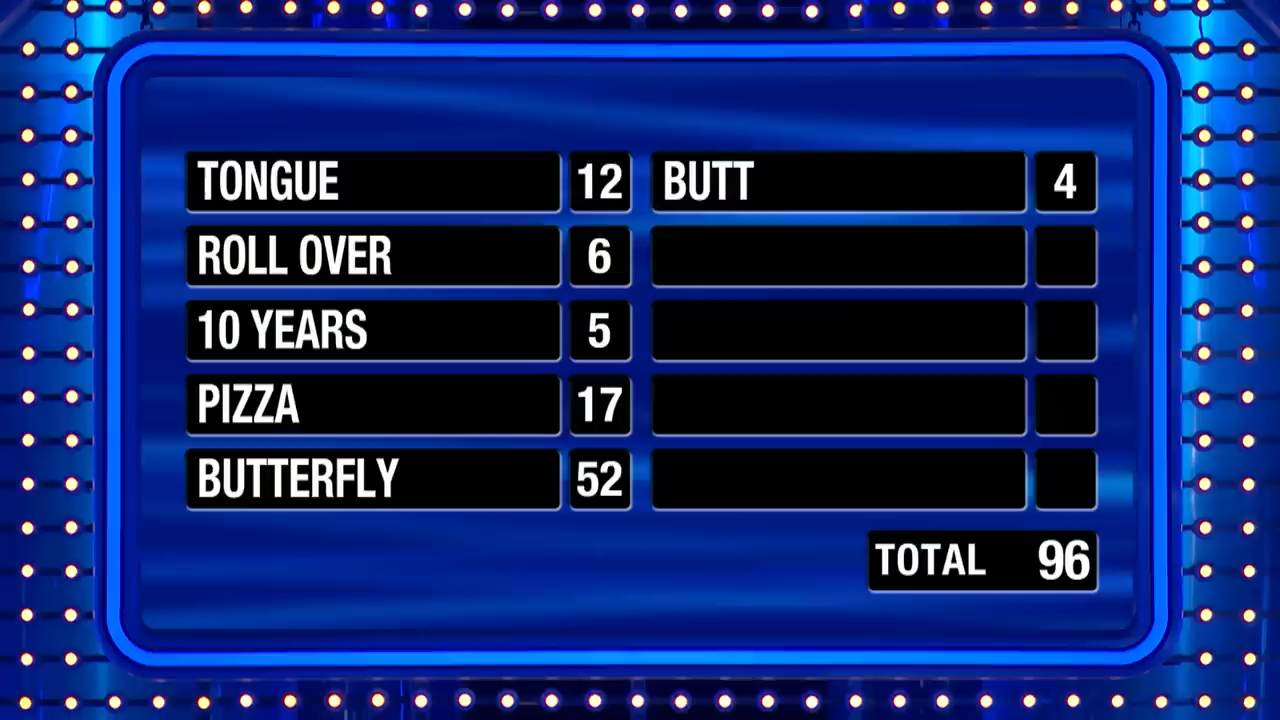 TONGUE 12 BUTT 4
ROLL OVER 6
10 YEARS 5
PIZZA 17
BUTTERFLY 52
TOTAL 96